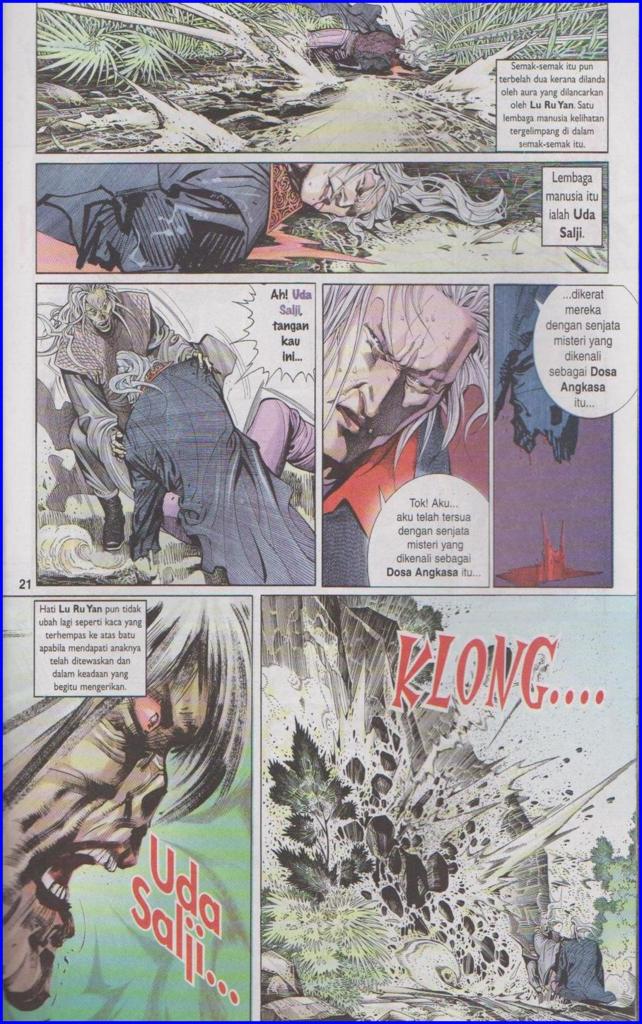 Semak-semak itu pun
terbelah dua kerana dilanda
oleh aura yang dilancarkan
oleh Lu Ru Yan. Satu
lembaga manusia kelihatan
tergelimpang di dalam
semak-semak itu.
Lembaga
manusia itu
ialah Uda
Salji.
Ah! Uda
Salji,
tangan
kau
ini...
Tok! Aku...
aku telah tersua
dengan senjata
misteri yang
dikenali sebagai
Dosa Angkasa itu...
...dikerat
mereka
dengan senjata
misteri yang
dikenali
sebagai Dosa
Angkasa
itu...
21
Hati Lu Ru Yan pun tidak
ubah lagi seperti kaca yang
terhempas ke atas batu
apabila mendapati anaknya
telah ditewaskan dan
dalam keadaan yang
begitu mengerikan.
Uda
Salji...
KLONG....